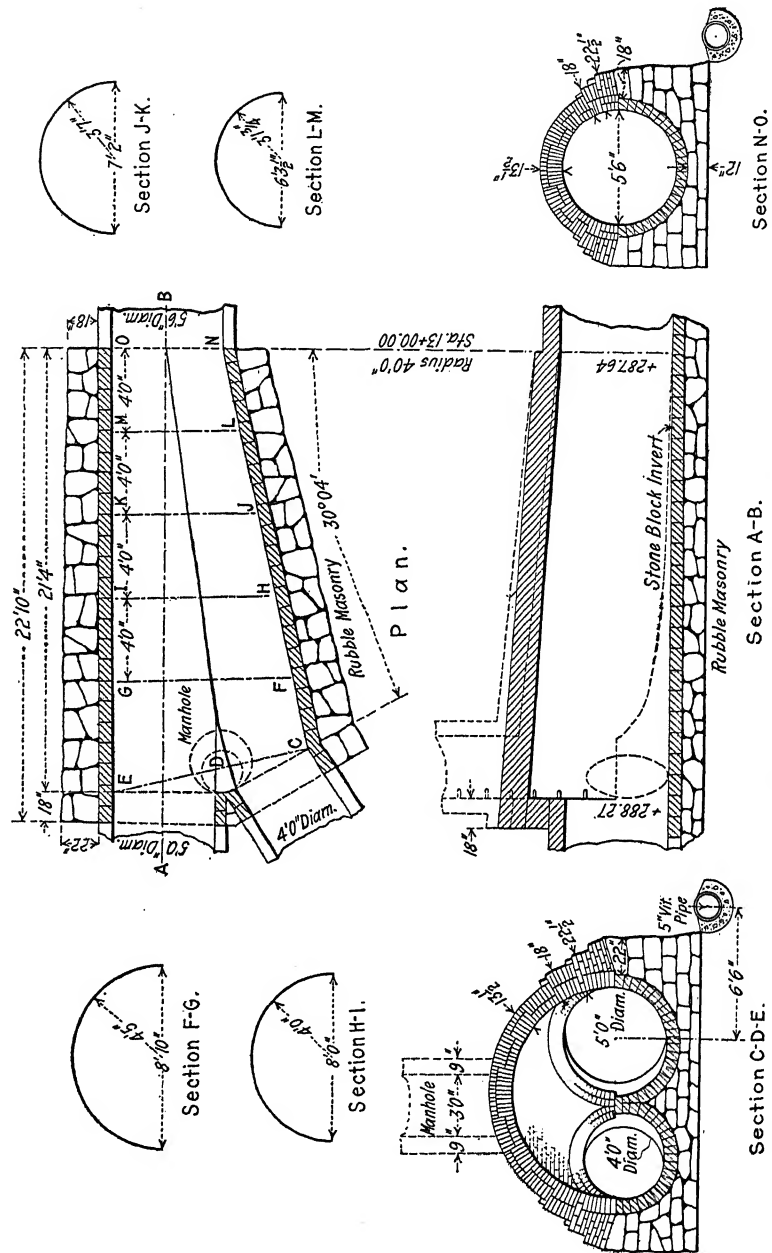 4'5"
8'10"
Section F-G.
4'0"
8'0"
Section H-I.
3'7"
7'2"
Section J-K.
3'1¾"
6'3½"
Section L-M.
22'10"
21'4"
18"
22"
18"
4'0"
4'0"
4'0"
4'0"
E
G
I
K
M
O
A
B
5'0" Diam.
5'6" Diam.
Manhole
D
C
F
H
J
L
N
4'0" Diam.
Rubble Masonry
30°04'
Plan.
Radius 40'0"
Sta. 13+00.00
18"
+288.27
+287.64
Stone Block Invert
Rubble Masonry
Section A-B.
Manhole
9"
3'0"
9"
13½"
18"
22½"
22"
5'0"
Diam.
4'0"
Diam.
5"Vit.
Pipe
6'6"
Section C-D-E.
13½"
18"
22½"
18"
5'6"
12"
Section N-O.